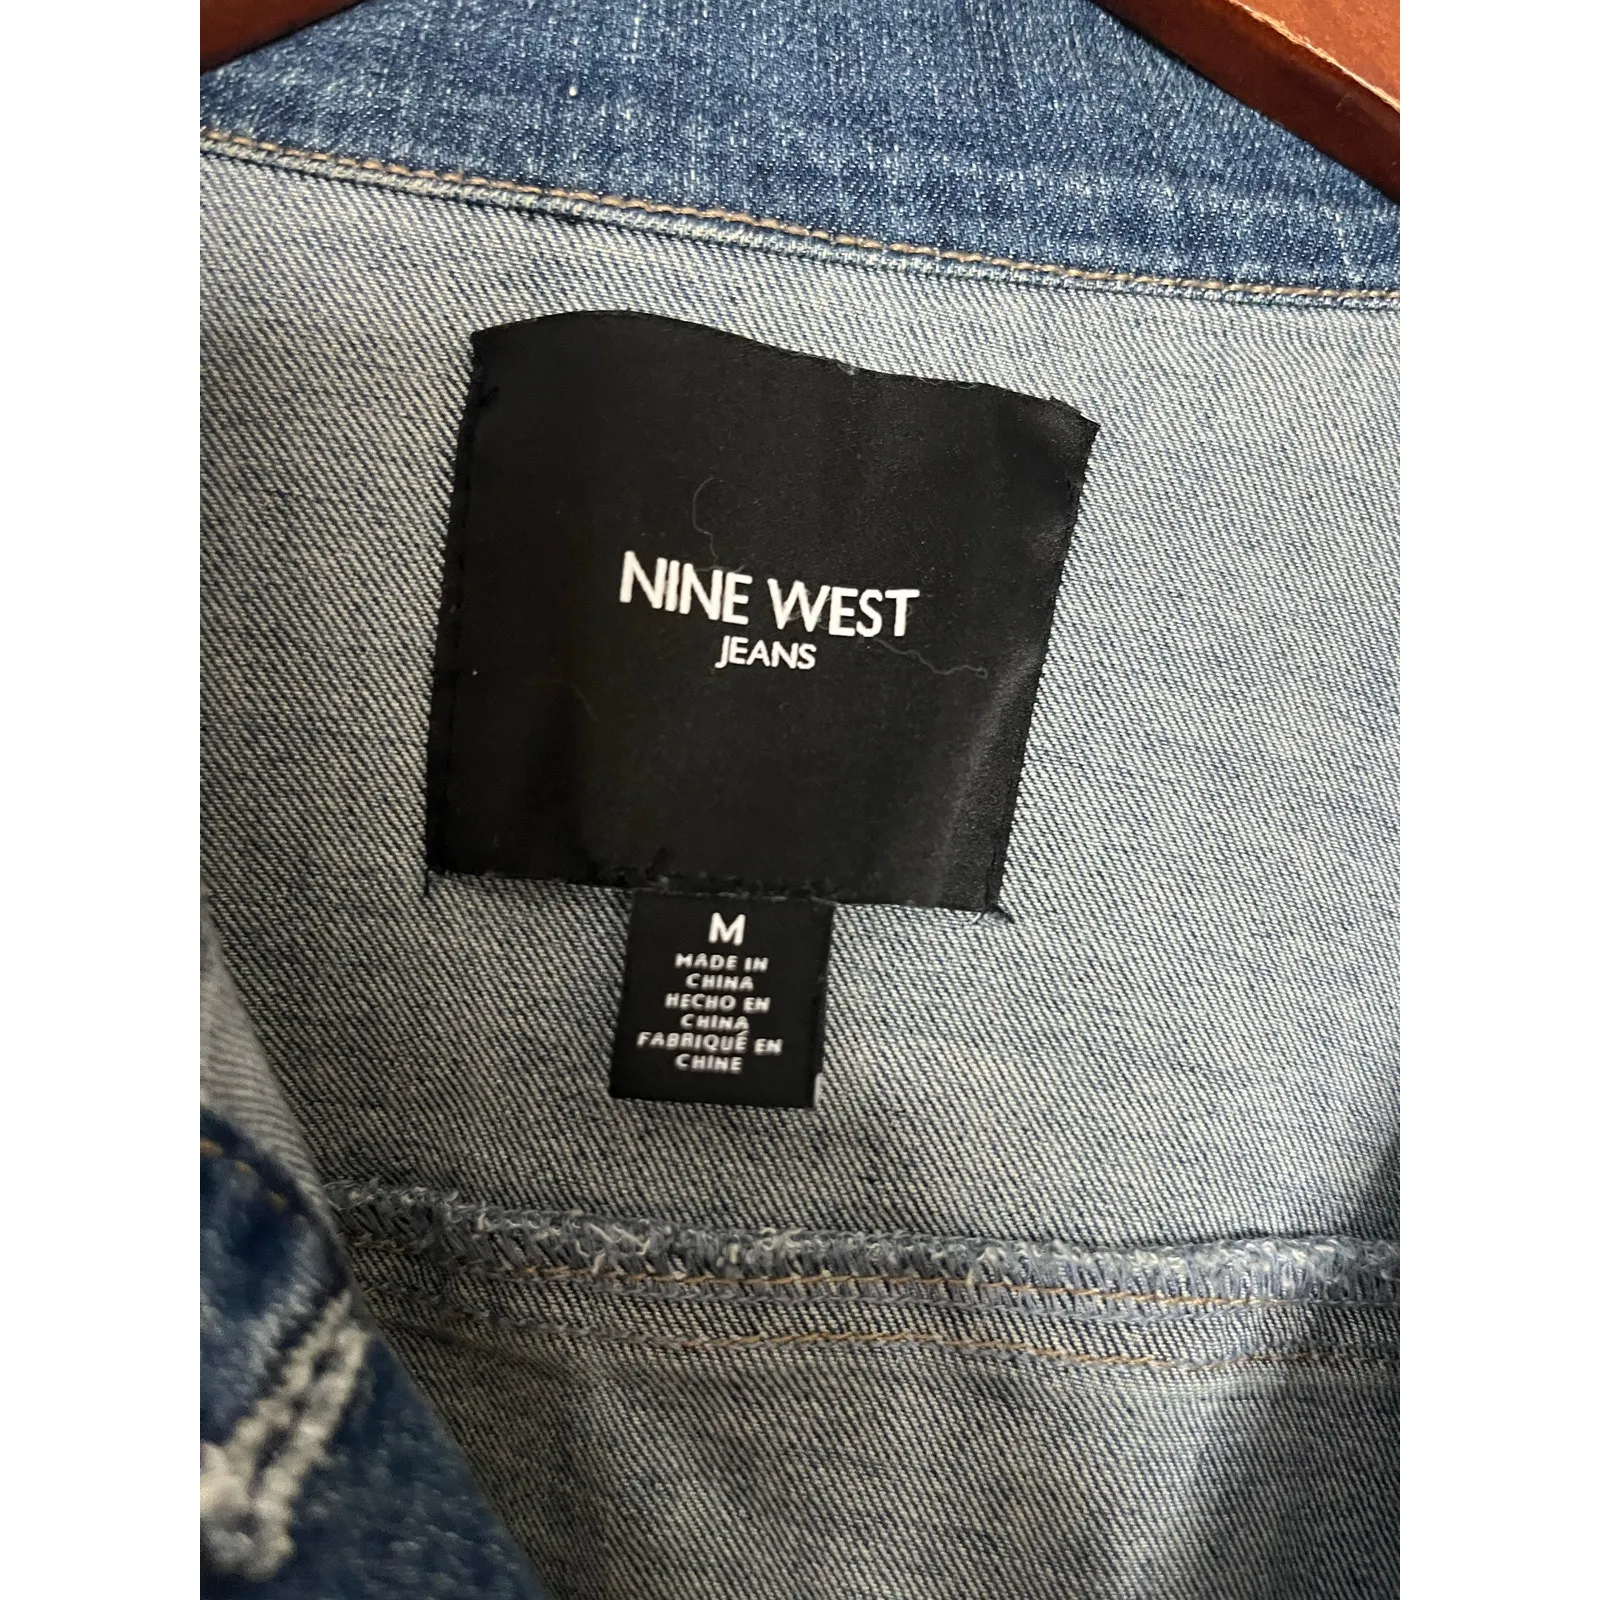 NINE WEST
JEANS
M
MADE IN
CHINA
HECHO EN
CHINA
FABRIQUÉ EN
CHINE